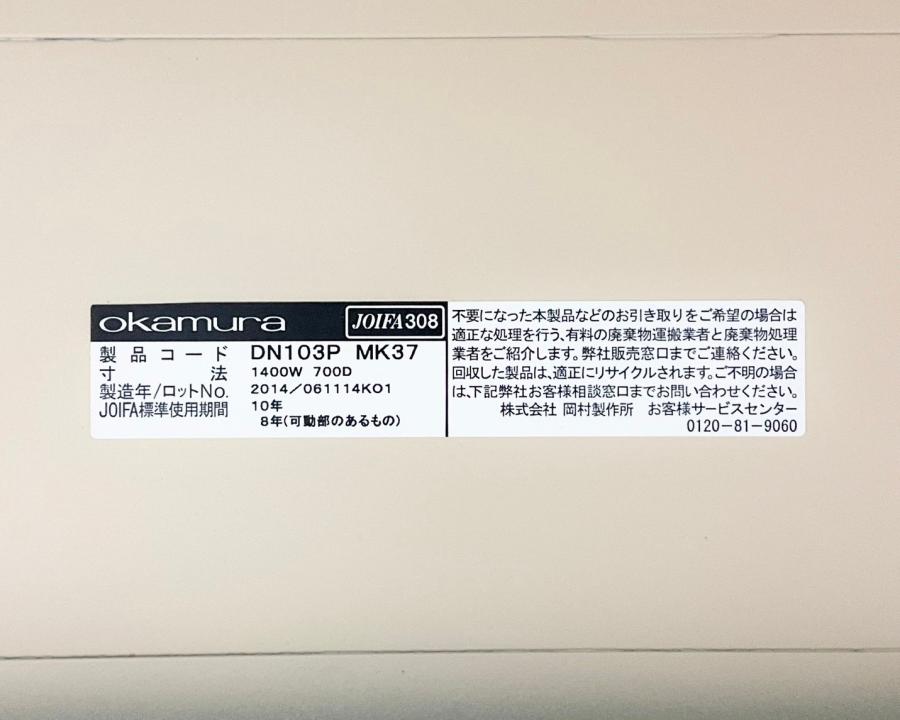 okamura JOIFA308
製品コード DN103P MK37
寸法 1400W 700D
製造年/ロットNo. 2014/061114K01
JOIFA標準使用期間 10年
8年(可動部のあるもの)
不要になった本製品などのお引き取りをご希望の場合は
適正な処理を行う、有料の廃棄物運搬業者と廃棄物処理
業者をご紹介します。弊社販売窓口までご連絡ください。
回収した製品は、適正にリサイクルされます。ご不明の場合
は、下記弊社お客様相談窓口までお問い合わせください。
株式会社 岡村製作所 お客様サービスセンター
0120-81-9060